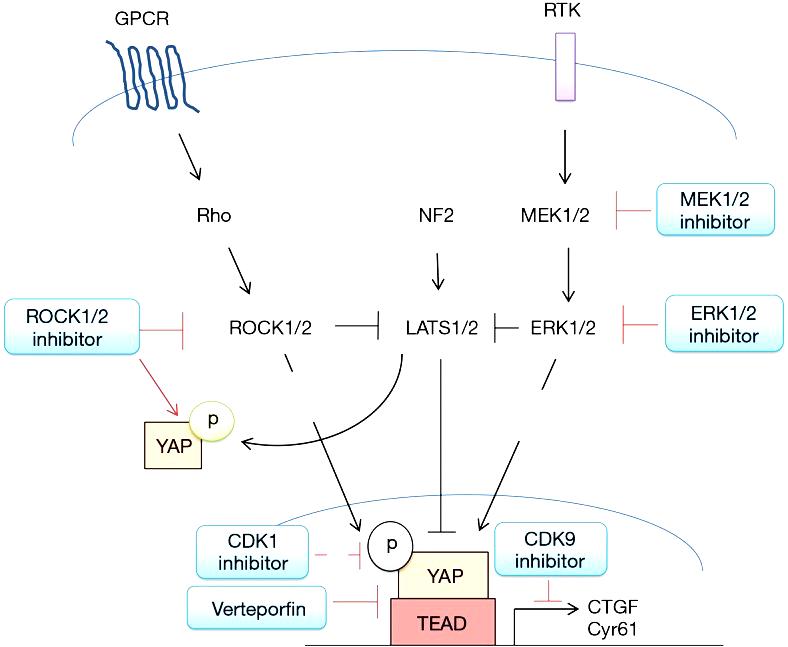 GPCR
RTK
Rho
NF2
MEK1/2
MEK1/2
inhibitor
ROCK1/2
inhibitor
ROCK1/2
LATS1/2
ERK1/2
ERK1/2
inhibitor
p
YAP
CDK1
inhibitor
p
YAP
CDK9
inhibitor
Verteporfin
TEAD
CTGF
Cyr61